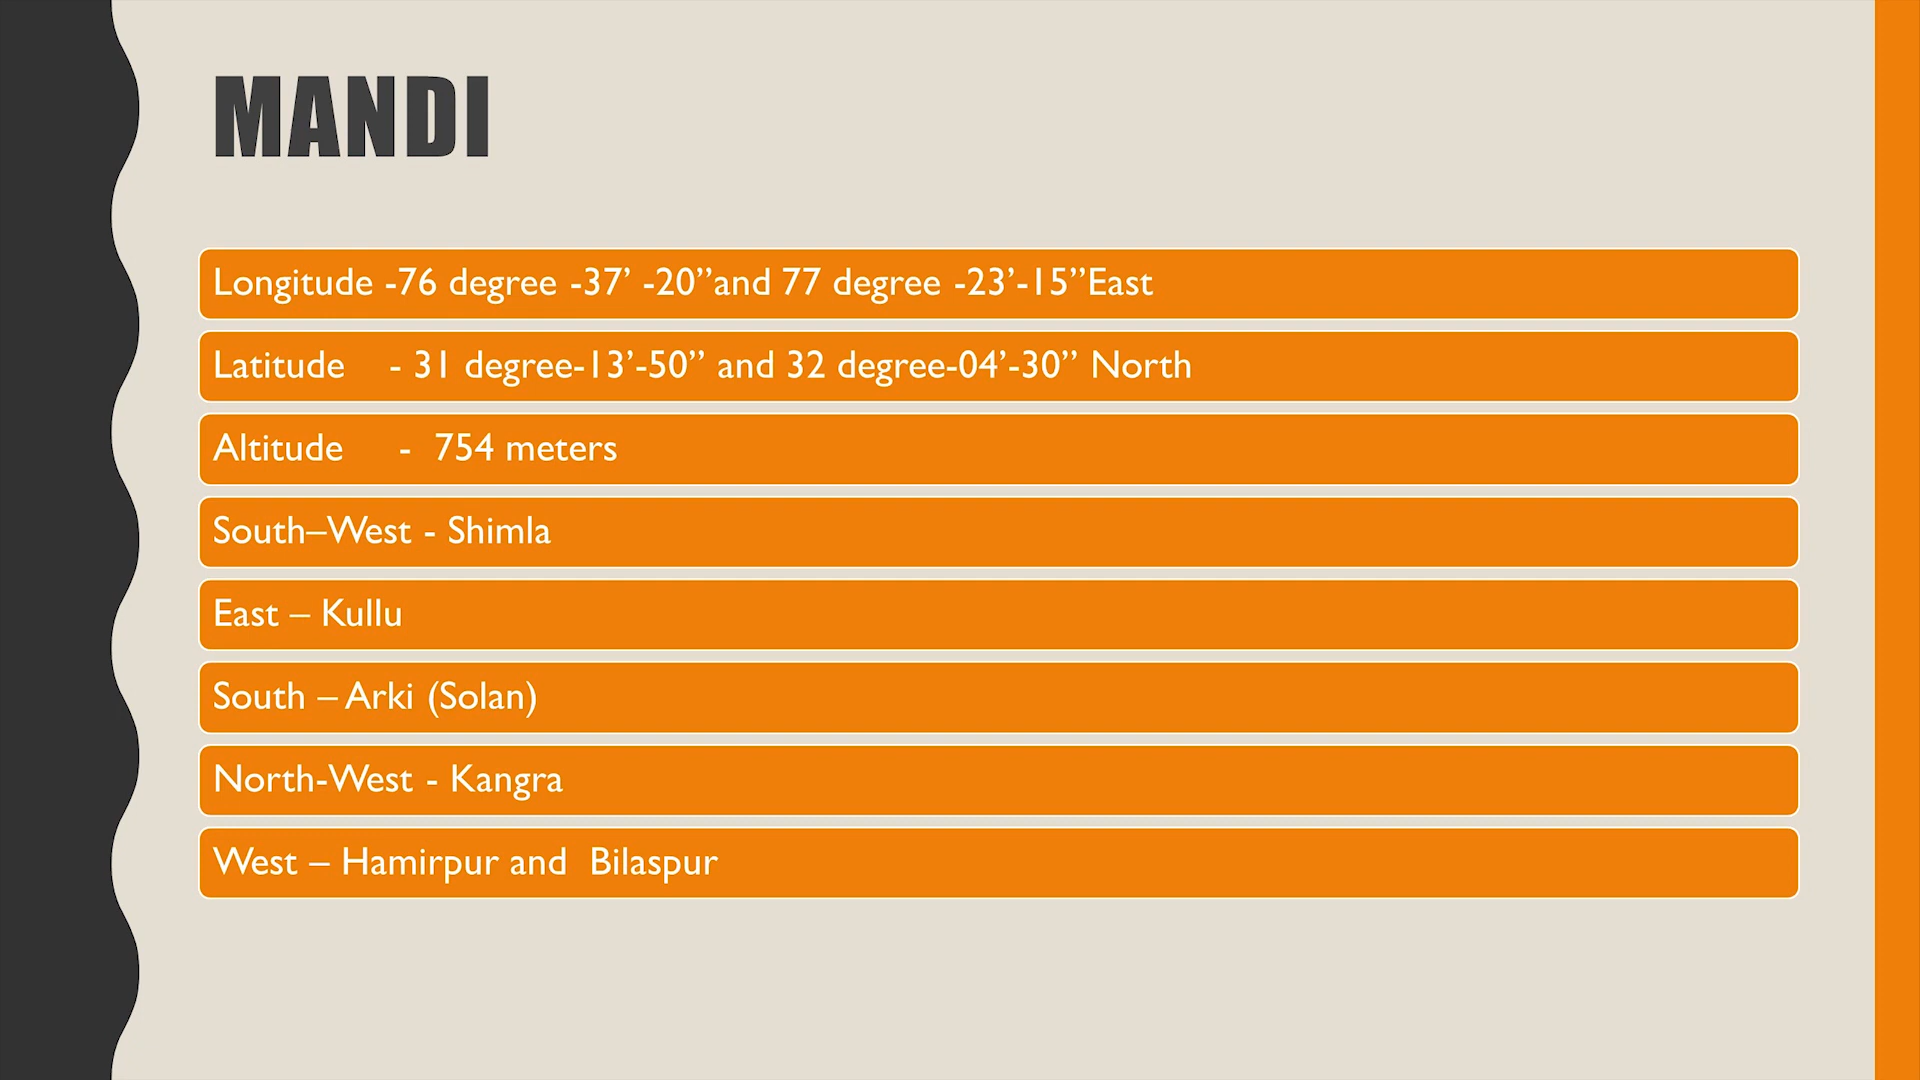 MANDI
Longitude -76 degree -37’ -20”and 77 degree -23’-15”East
Latitude    - 31 degree-13’-50” and 32 degree-04’-30” North
Altitude     -  754 meters
South–West - Shimla
East – Kullu
South – Arki (Solan)
North-West - Kangra
West – Hamirpur and  Bilaspur